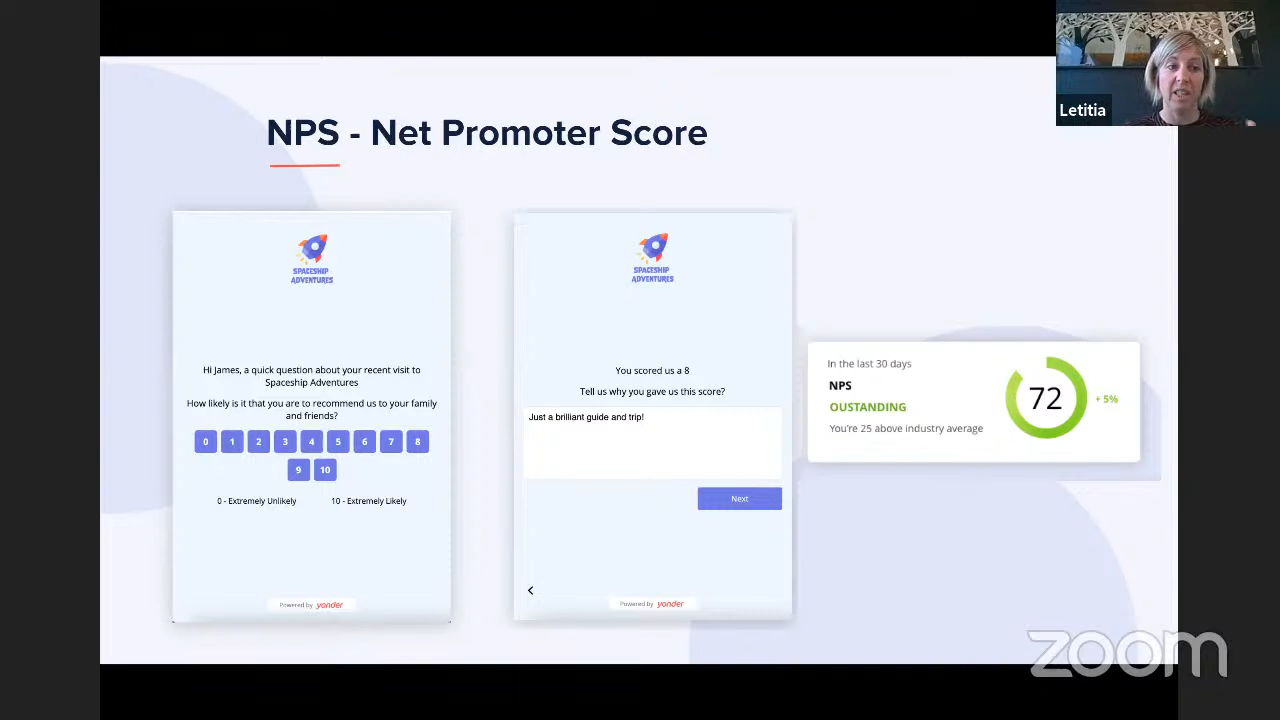 Letitia
NPS - Net Promoter Score
SPACESHIP
ADVENTURES
Hi James, a quick question about your recent visit to
Spaceship Adventures
How likely is it that you are to recommend us to your family
and friends?
0 1 2 3 4 5 6 7 8
9 10
0 - Extremely Unlikely 10 - Extremely Likely
Powered by yonder
SPACESHIP
ADVENTURES
You scored us a 8
Tell us why you gave us this score?
Just a brilliant guide and trip!
Next
Powered by yonder
In the last 30 days
NPS
OUSTANDING
You're 25 above industry average
72
+ 5%
zoom